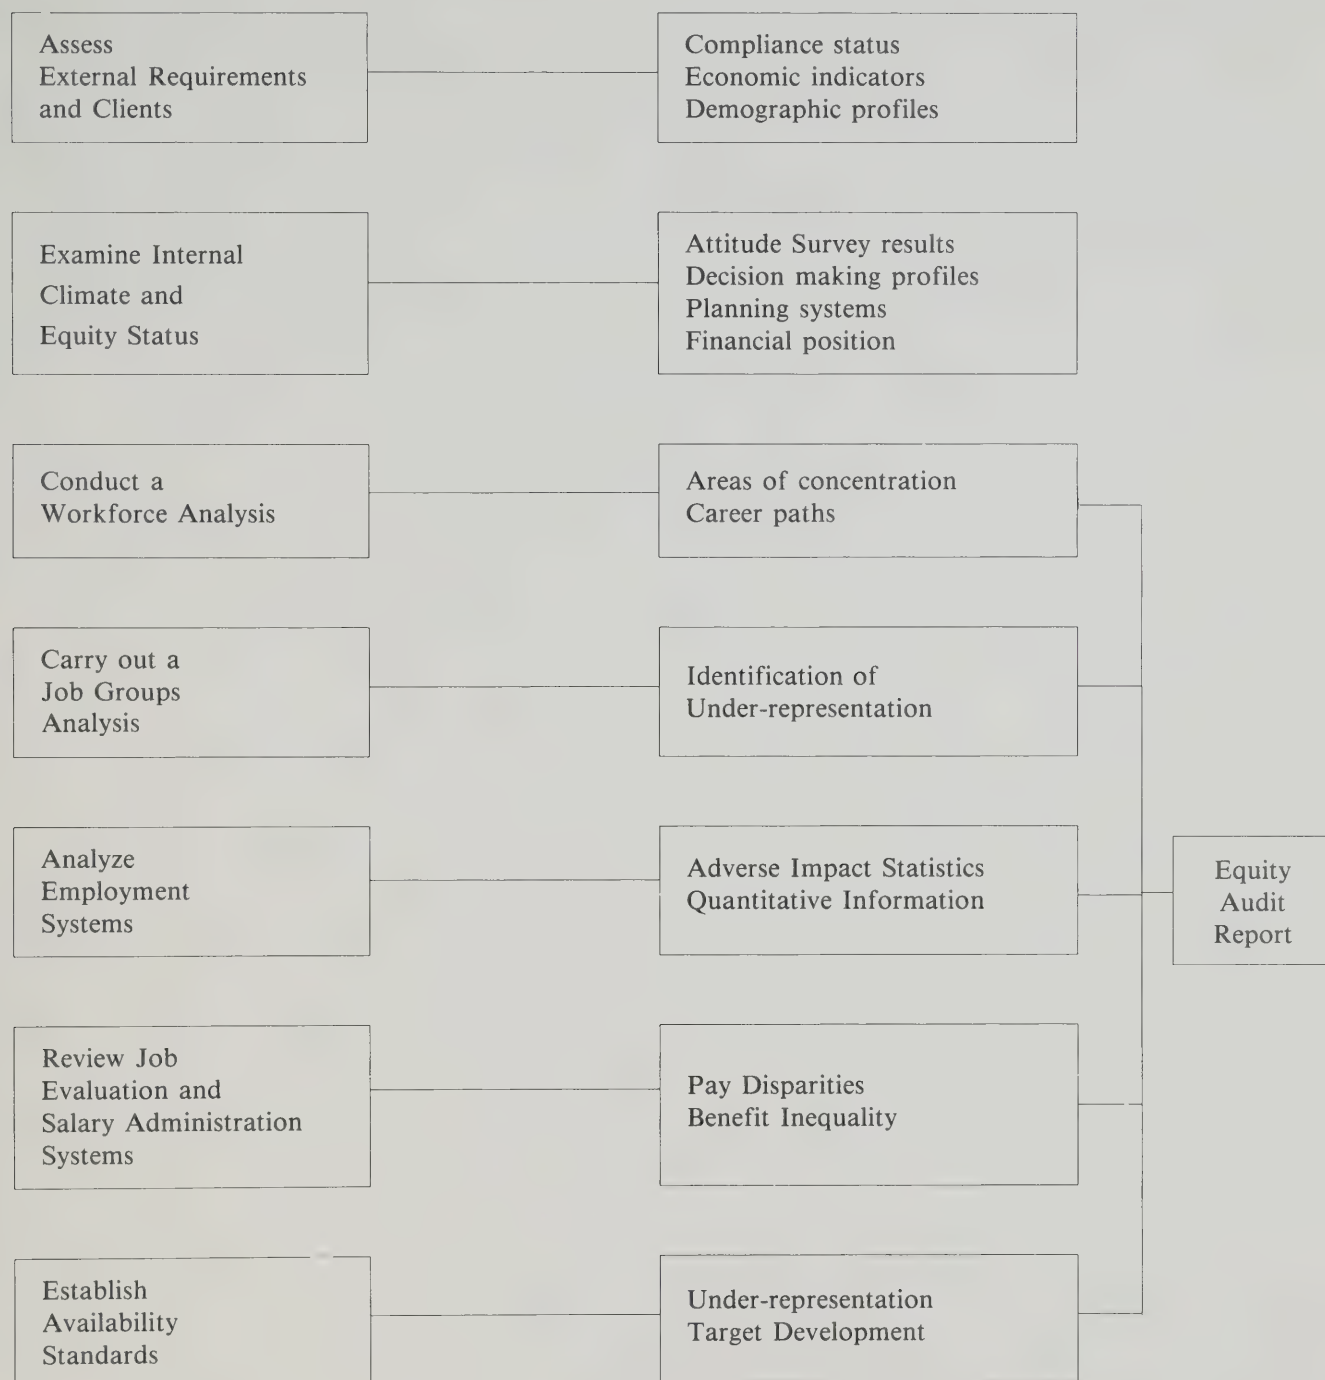 Assess
External Requirements
and Clients
Compliance status
Economic indicators
Demographic profiles
Examine Internal
Climate and
Equity Status
Attitude Survey results
Decision making profiles
Planning systems
Financial position
Conduct a
Workforce Analysis
Areas of concentration
Career paths
Carry out a
Job Groups
Analysis
Identification of
Under-representation
Analyze
Employment
Systems
Adverse Impact Statistics
Quantitative Information
Equity
Audit
Report
Review Job
Evaluation and
Salary Administration
Systems
Pay Disparities
Benefit Inequality
Establish
Availability
Standards
Under-representation
Target Development